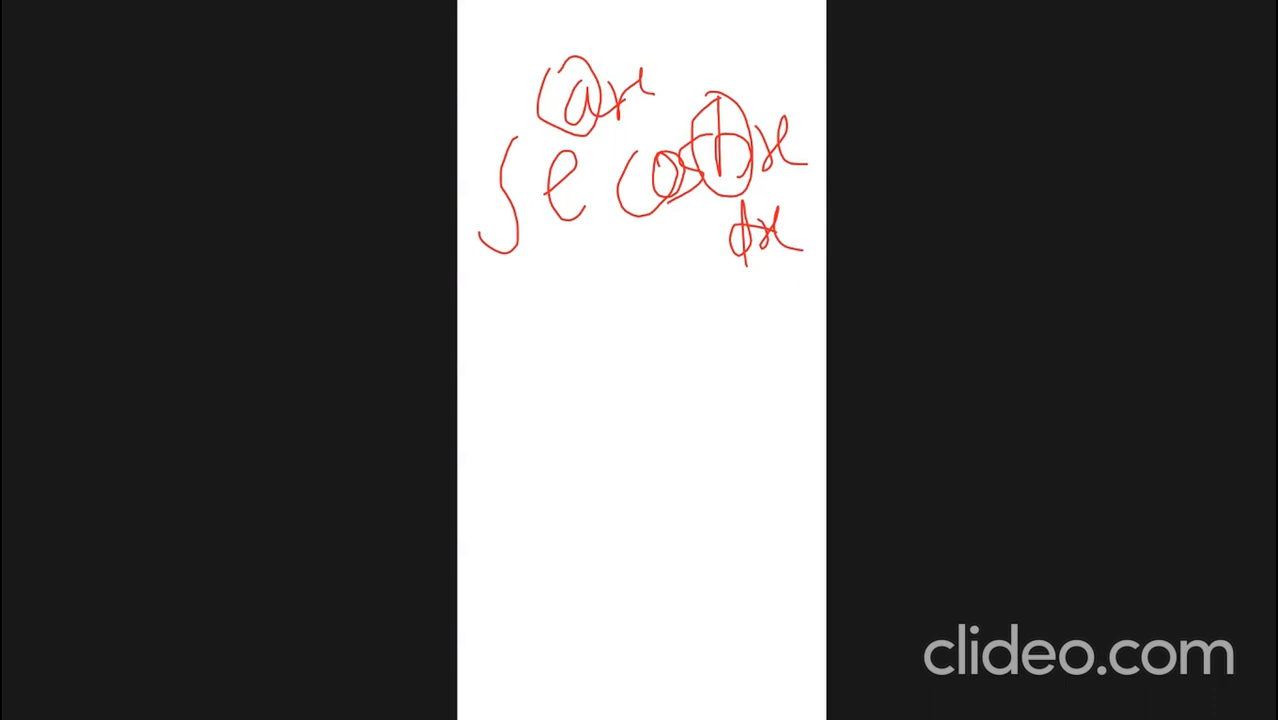 ∫ e^{ax} cos bx
dx
clideo.com